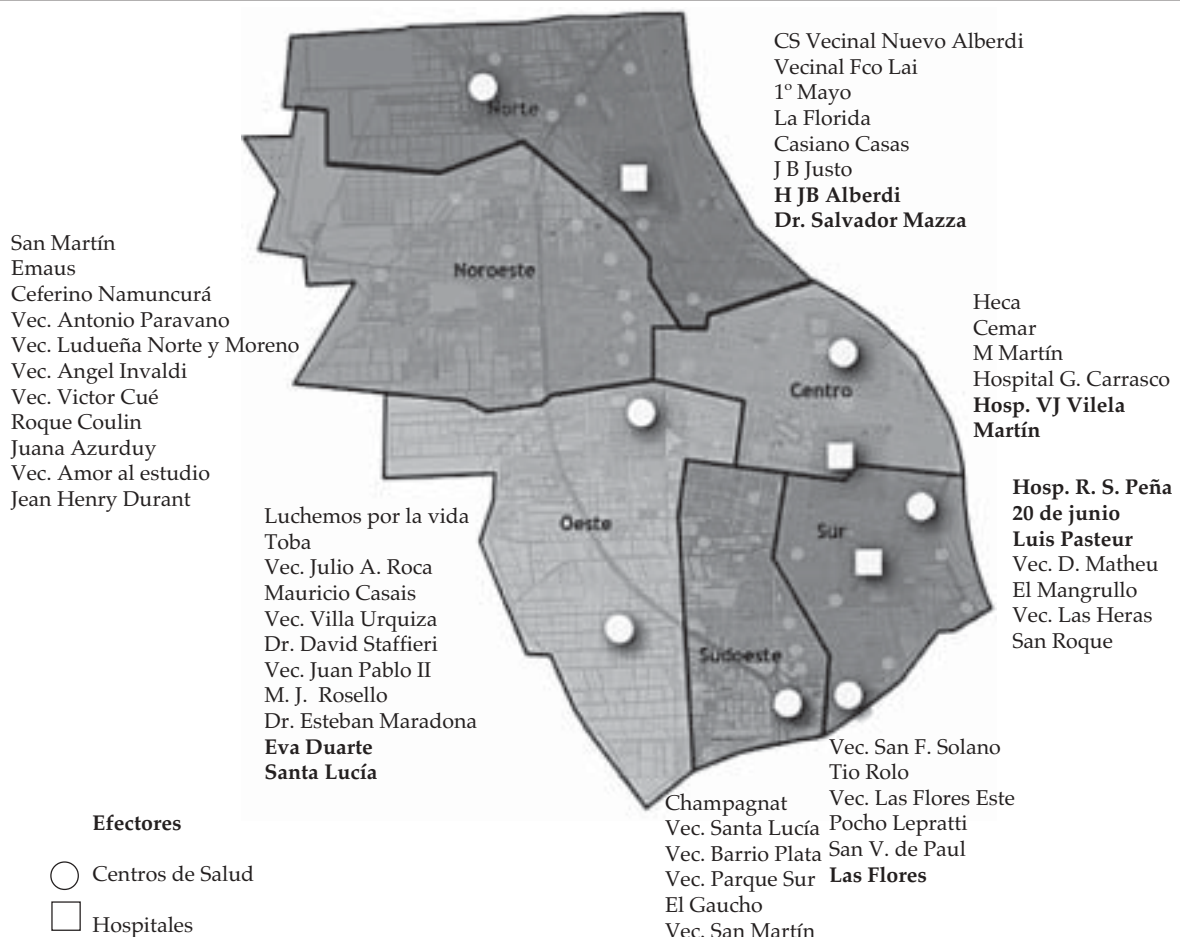 CS Vecinal Nuevo Alberdi
Vecinal Fco Lai
1º Mayo
La Florida
Casiano Casas
J B Justo
H JB Alberdi
Dr. Salvador Mazza
Norte
San Martín
Emaus
Ceferino Namuncurá
Vec. Antonio Paravano
Vec. Ludueña Norte y Moreno
Vec. Angel Invaldi
Vec. Victor Cué
Roque Coulin
Juana Azurduy
Vec. Amor al estudio
Jean Henry Durant
Noroeste
Heca
Cemar
M Martín
Hospital G. Carrasco
Hosp. VJ Vilela
Martín
Centro
Hosp. R. S. Peña
20 de junio
Luis Pasteur
Vec. D. Matheu
El Mangrullo
Vec. Las Heras
San Roque
Sur
Luchemos por la vida
Toba
Vec. Julio A. Roca
Mauricio Casais
Vec. Villa Urquiza
Dr. David Staffieri
Vec. Juan Pablo II
M. J. Rosello
Dr. Esteban Maradona
Eva Duarte
Santa Lucía
Oeste
Sudoeste
Champagnat
Vec. Santa Lucía
Vec. Barrio Plata
Vec. Parque Sur
El Gaucho
Vec. San Martín
Vec. San F. Solano
Tio Rolo
Vec. Las Flores Este
Pocho Lepratti
San V. de Paul
Las Flores
Efectores
Centros de Salud
Hospitales